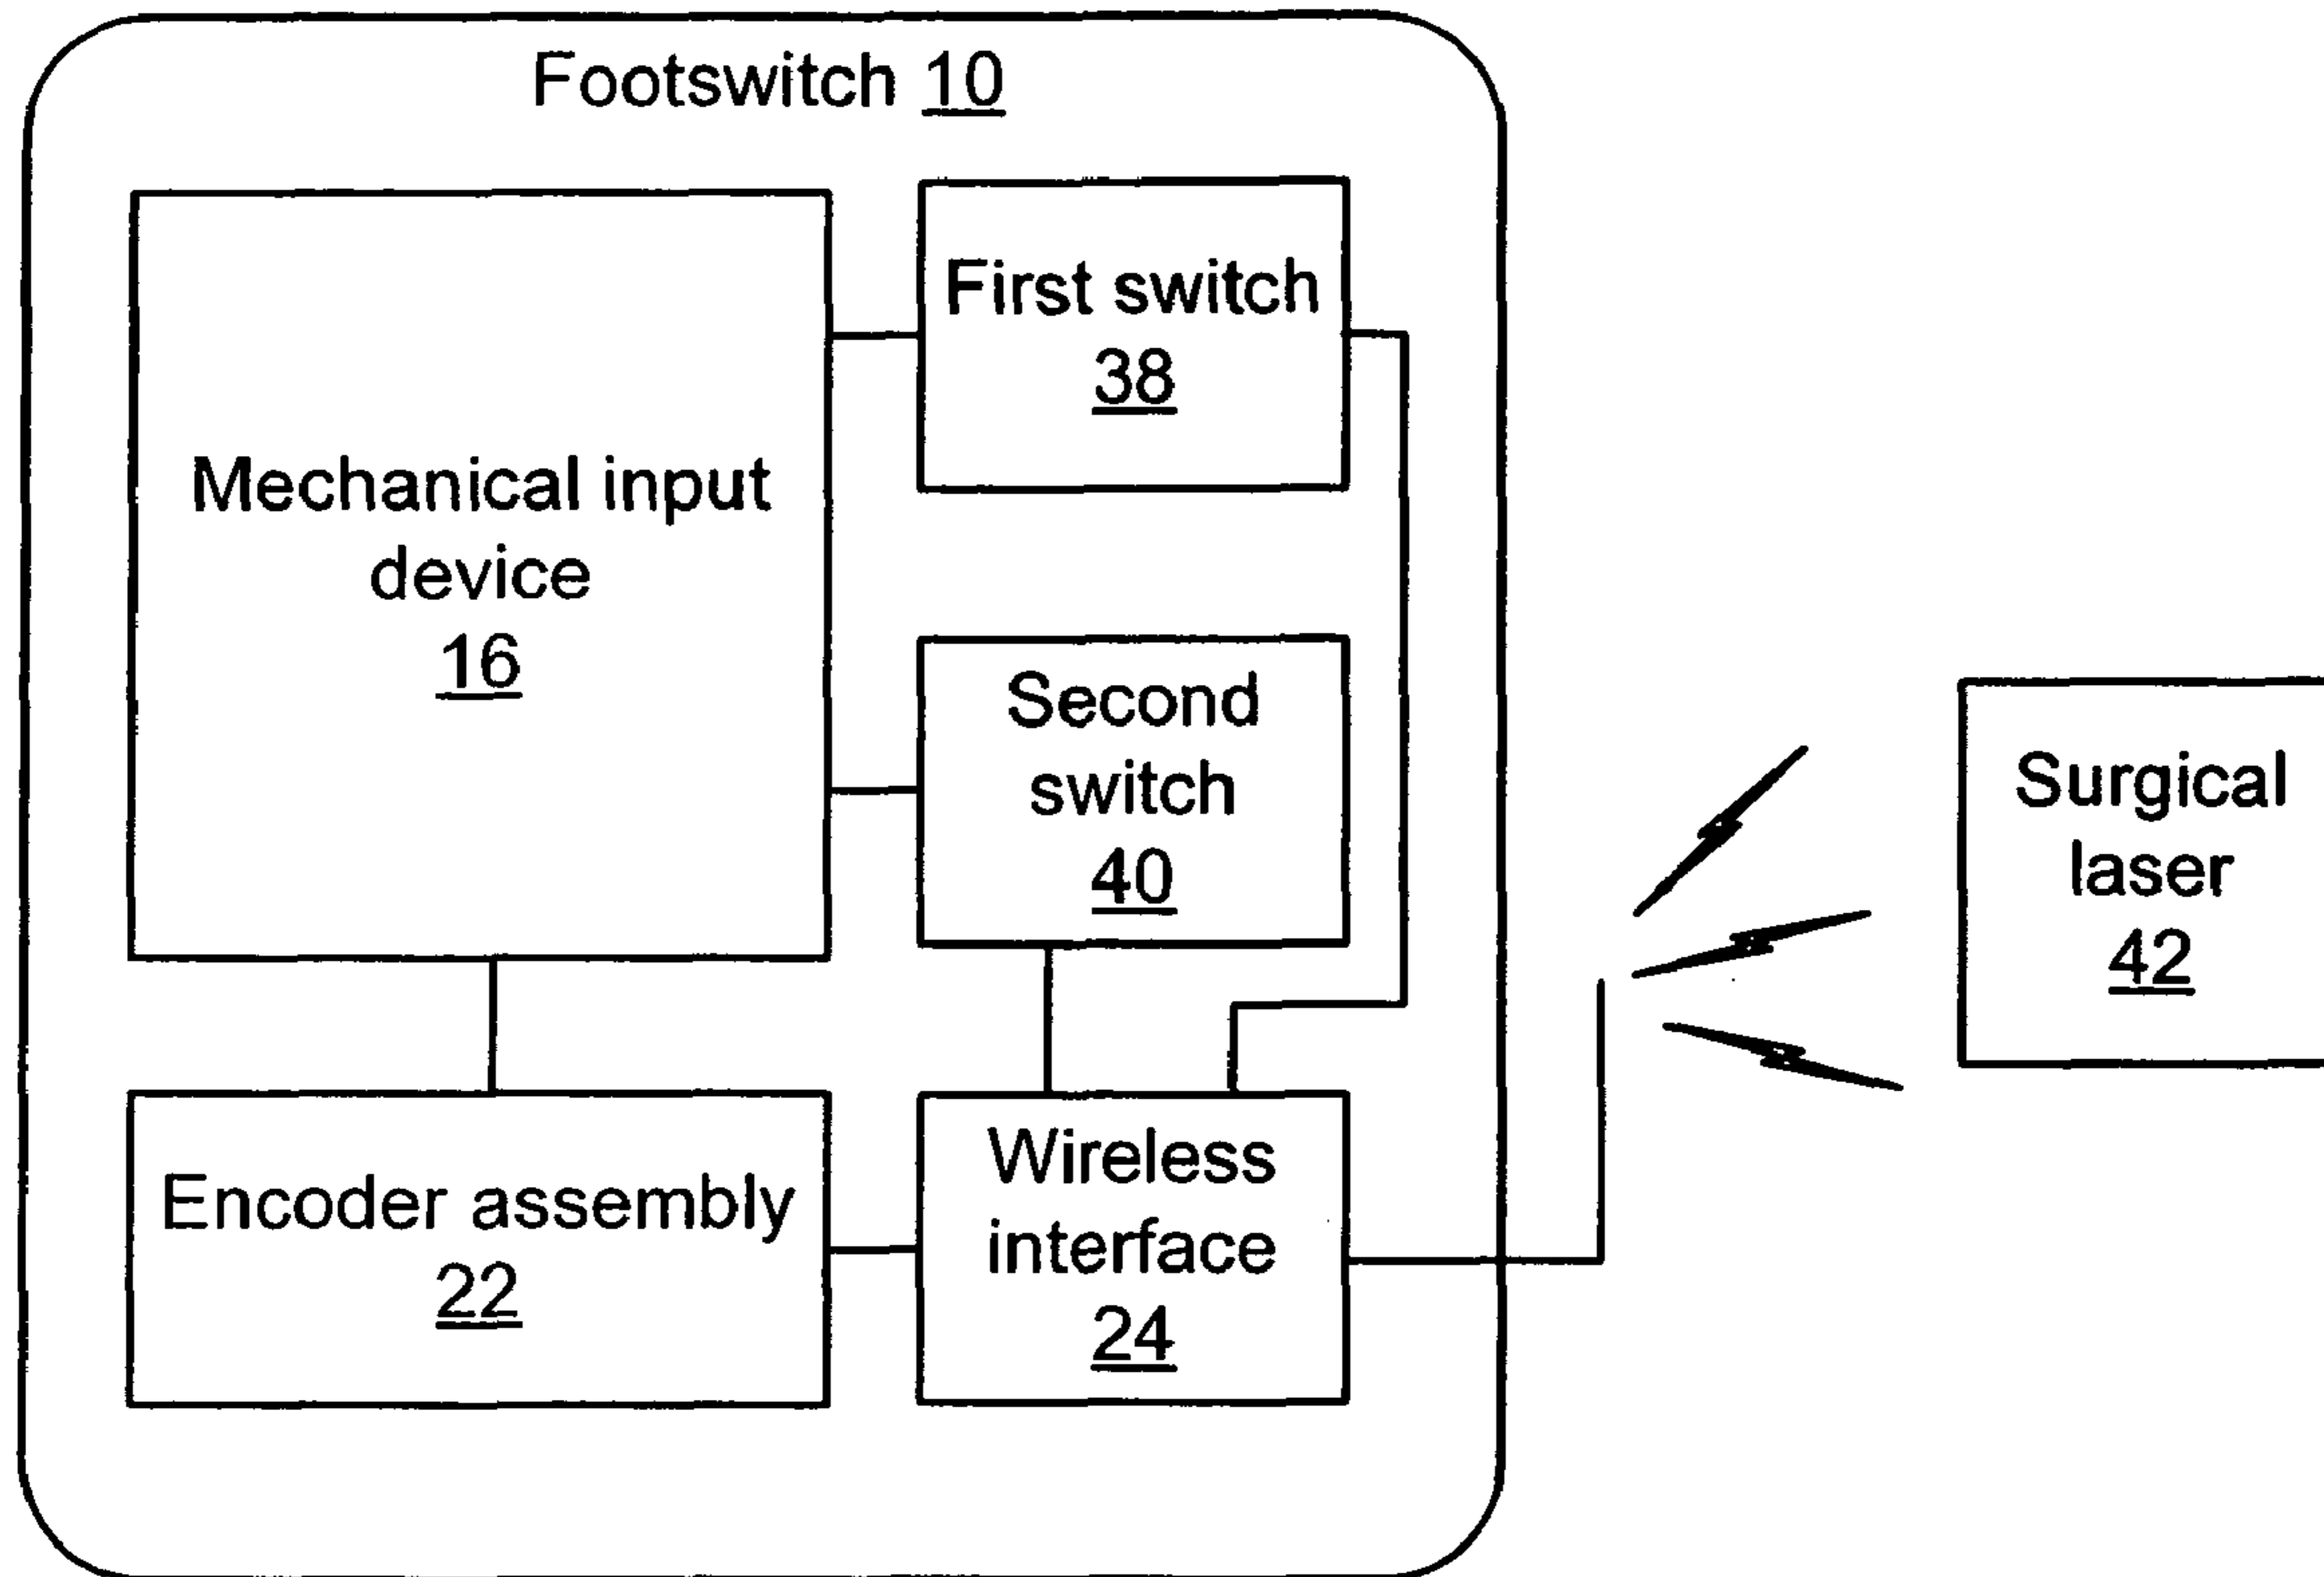 Footswitch 10
First switch
38
Mechanical input
device
16
Second
switch
40
Surgical
laser
42
Encoder assembly
22
Wireless
interface
24